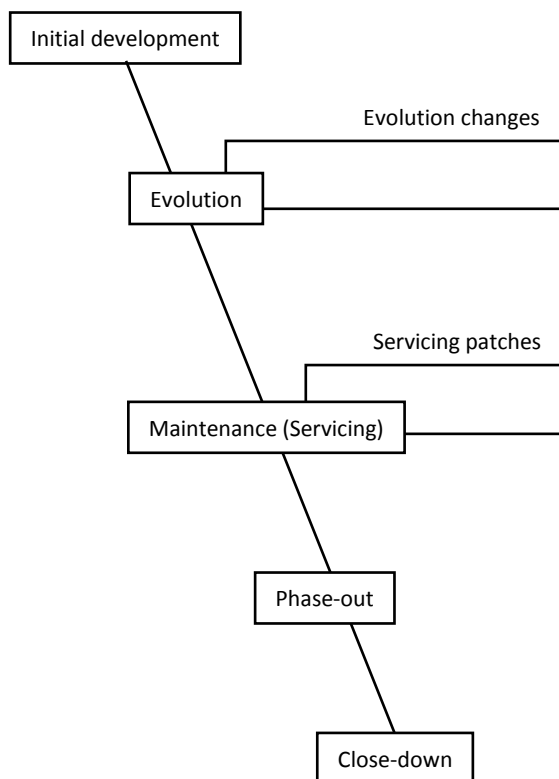 Initial development
Evolution changes
Evolution
Servicing patches
Maintenance (Servicing)
Phase-out
Close-down